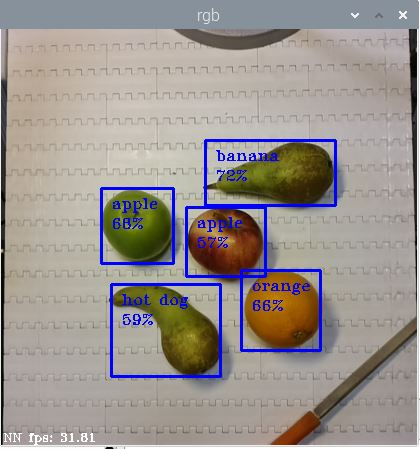 rgb
banana
72%
apple
68%
apple
57%
orange
66%
hot dog
59%
NN fps: 31.81